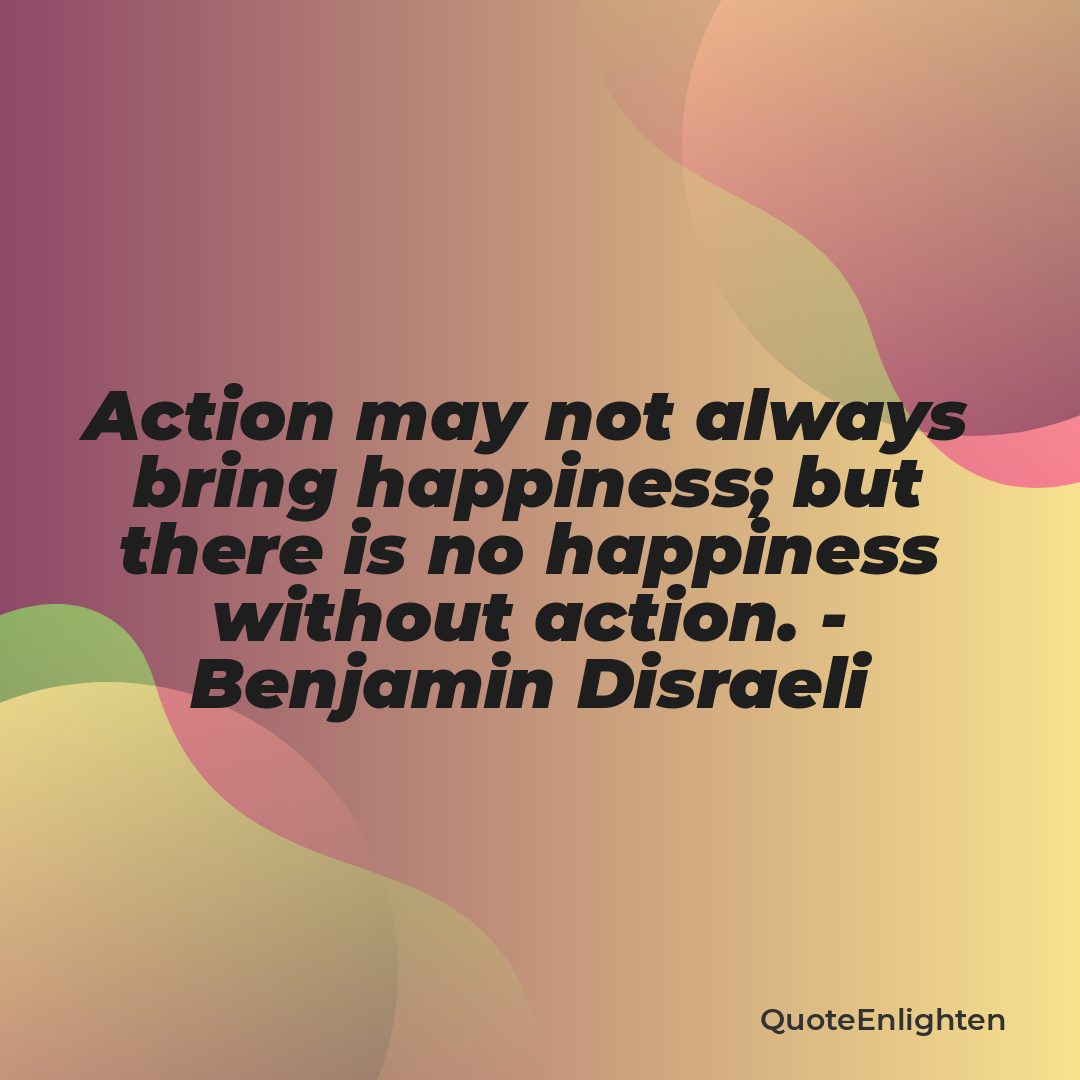 Action may not always
bring happiness; but
there is no happiness
without action. -
Benjamin Disraeli
QuoteEnlighten